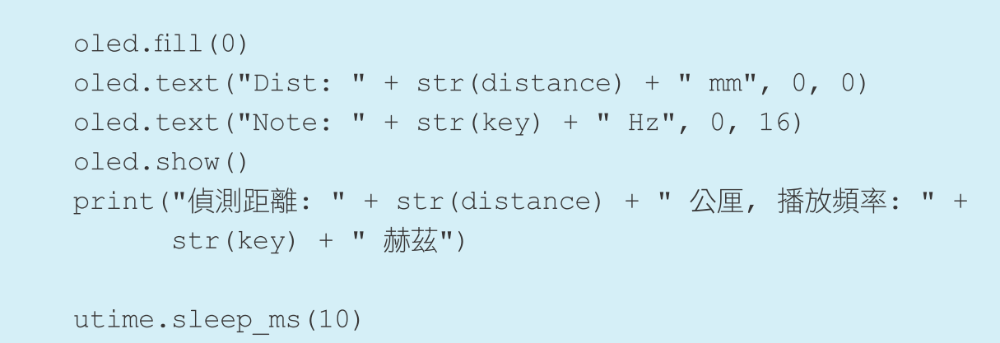 oled.fill(0)
oled.text("Dist: " + str(distance) + " mm", 0, 0)
oled.text("Note: " + str(key) + " Hz", 0, 16)
oled.show()
print("偵測距離: " + str(distance) + " 公厘, 播放頻率: " +
str(key) + " 赫茲")
utime.sleep_ms(10)